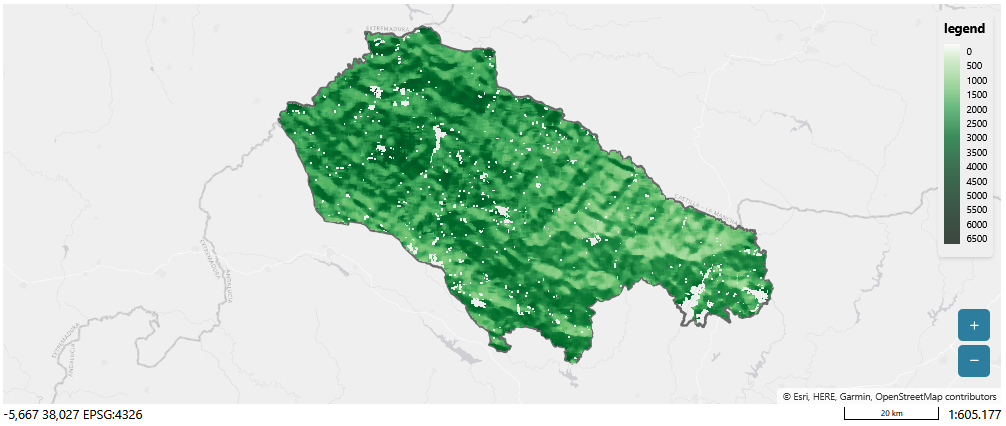 EXTREMADURA
legend
0
500
1000
1500
2000
2500
3000
3500
4000
4500
5000
5500
6000
6500
CASTILLA - LA MANCHA
EXTREMADURA
ANDALUCÍA
EXTREMADURA
ANDALUCÍA
+
−
© Esri, HERE, Garmin, OpenStreetMap contributors
-5,667 38,027 EPSG:4326
20 km
1:605.177